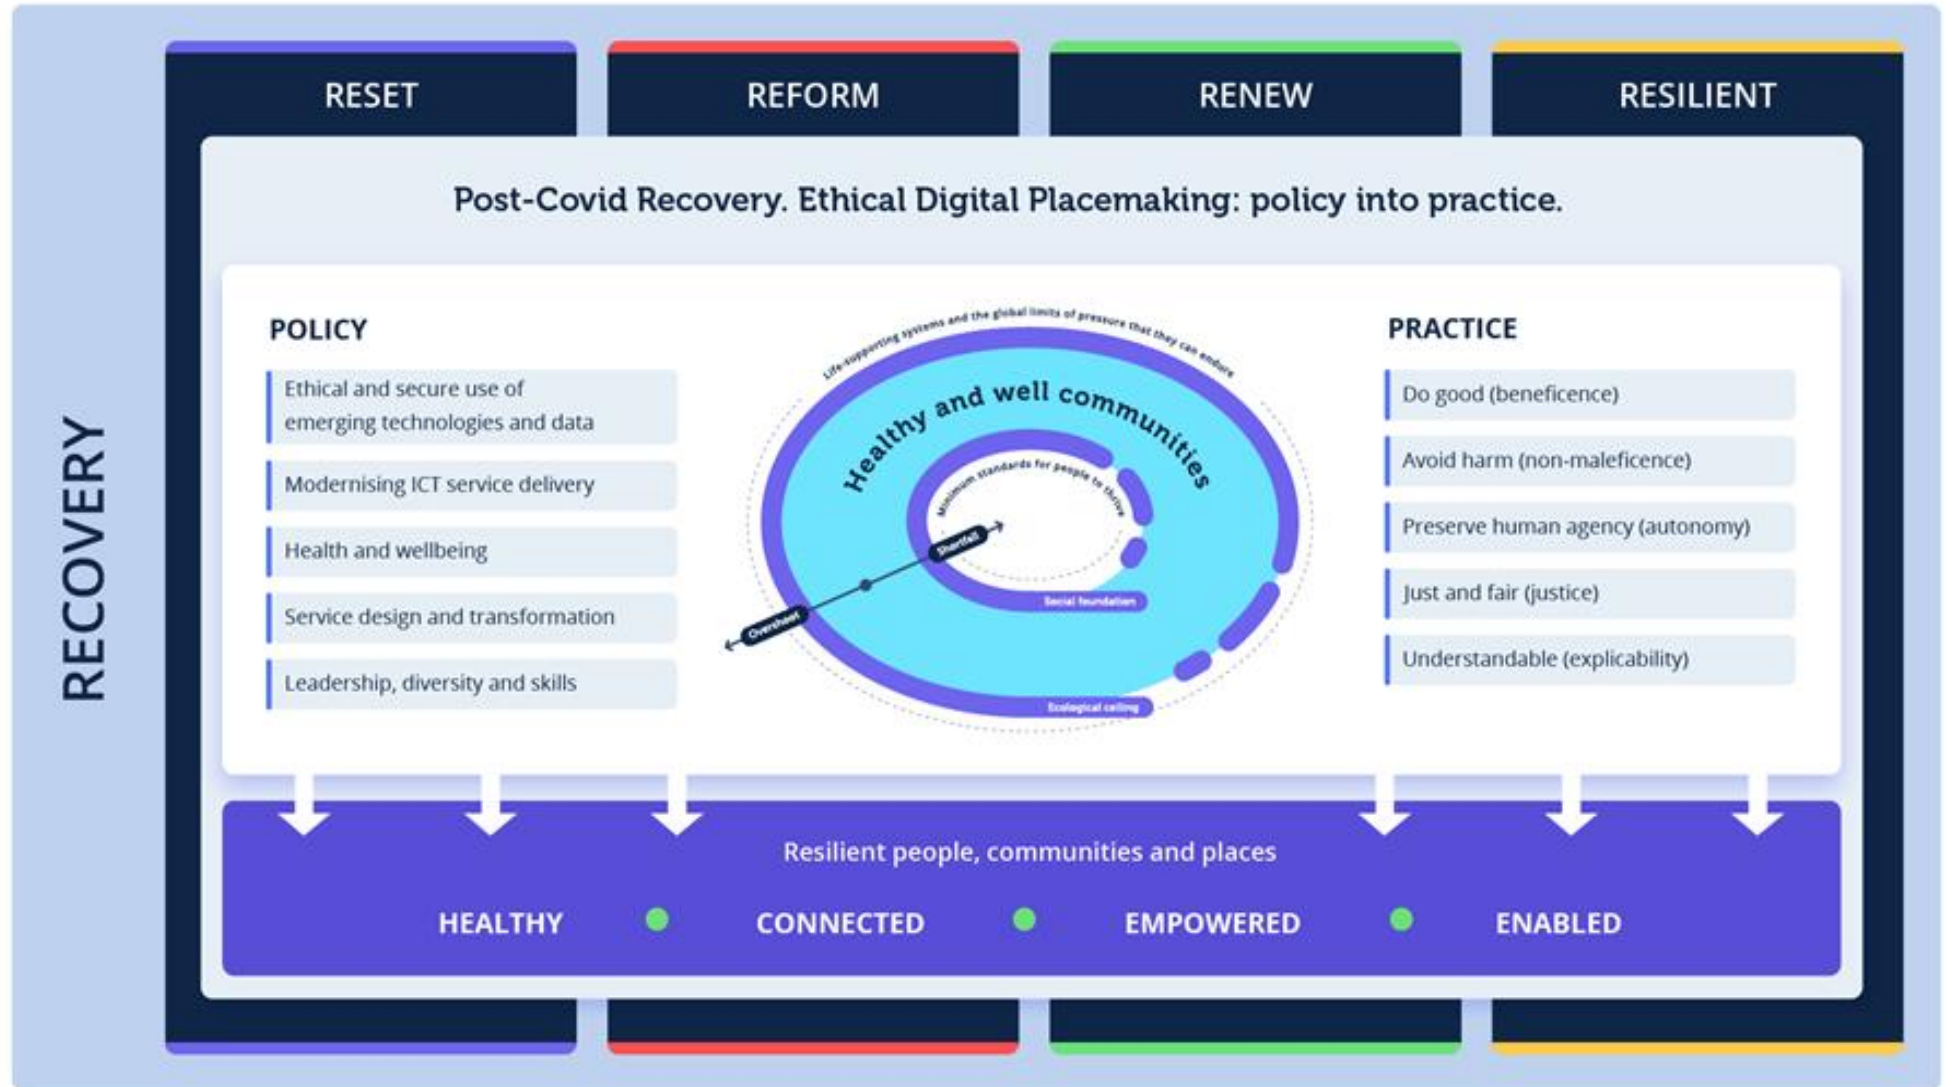 RECOVERY
RESET
REFORM
RENEW
RESILIENT
Post-Covid Recovery. Ethical Digital Placemaking: policy into practice.
POLICY
Ethical and secure use of
emerging technologies and data
Modernising ICT service delivery
Health and wellbeing
Service design and transformation
Leadership, diversity and skills
Life-supporting systems and the global limits of pressure that they can endure
Healthy and well communities
Minimum standards for people to thrive
Shortfall
Overshoot
Social foundation
Ecological ceiling
PRACTICE
Do good (beneficence)
Avoid harm (non-maleficence)
Preserve human agency (autonomy)
Just and fair (justice)
Understandable (explicability)
Resilient people, communities and places
HEALTHY
CONNECTED
EMPOWERED
ENABLED